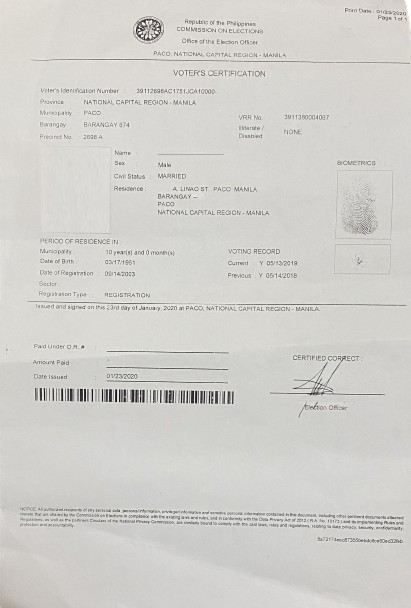 Print Date : 01/23/2020
Page 1 of 1
Republic of the Philippines
COMMISSION ON ELECTIONS
Office of the Election Officer
PACO, NATIONAL CAPITAL REGION - MANILA
VOTER'S CERTIFICATION
Voter's Identification Number 39112698AC1751JCA10000-
Province NATIONAL CAPITAL REGION - MANILA
Municipality PACO
VRR No. 3911380004067
Barangay BARANGAY 674
Illiterate / Disabled NONE
Precinct No. 2698 A
Name
Sex Male
BIOMETRICS
Civil Status MARRIED
Residence A. LINAO ST. PACO MANILA
BARANGAY --
PACO
NATIONAL CAPITAL REGION - MANILA
PERIOD OF RESIDENCE IN
Municipality 10 year(s) and 0 month(s)
VOTING RECORD
Date of Birth 03/17/1951
Current Y 05/13/2019
Date of Registration 09/14/2003
Previous Y 05/14/2018
Sector
Registration Type REGISTRATION
Issued and signed on this 23rd day of January, 2020 at PACO, NATIONAL CAPITAL REGION - MANILA.
Paid Under O.R. #
CERTIFIED CORRECT
Amount Paid
Date Issued 01/23/2020
Election Officer
NOTICE: All authorized recipients of any personal data, personal information, privileged information and sensitive personal information contained in this document, including other pertinent documents attached
thereto that are shared by the Commission on Elections in compliance with the existing laws and rules, and in conformity with the Data Privacy Act of 2012 ( R.A. No. 10173 ) and its Implementing Rules and
Regulations, as well as the pertinent Circulars of the National Privacy Commission, are similarly bound to comply with the said laws, rules and regulations, relating to data privacy, security, confidentiality,
protection and accountability.